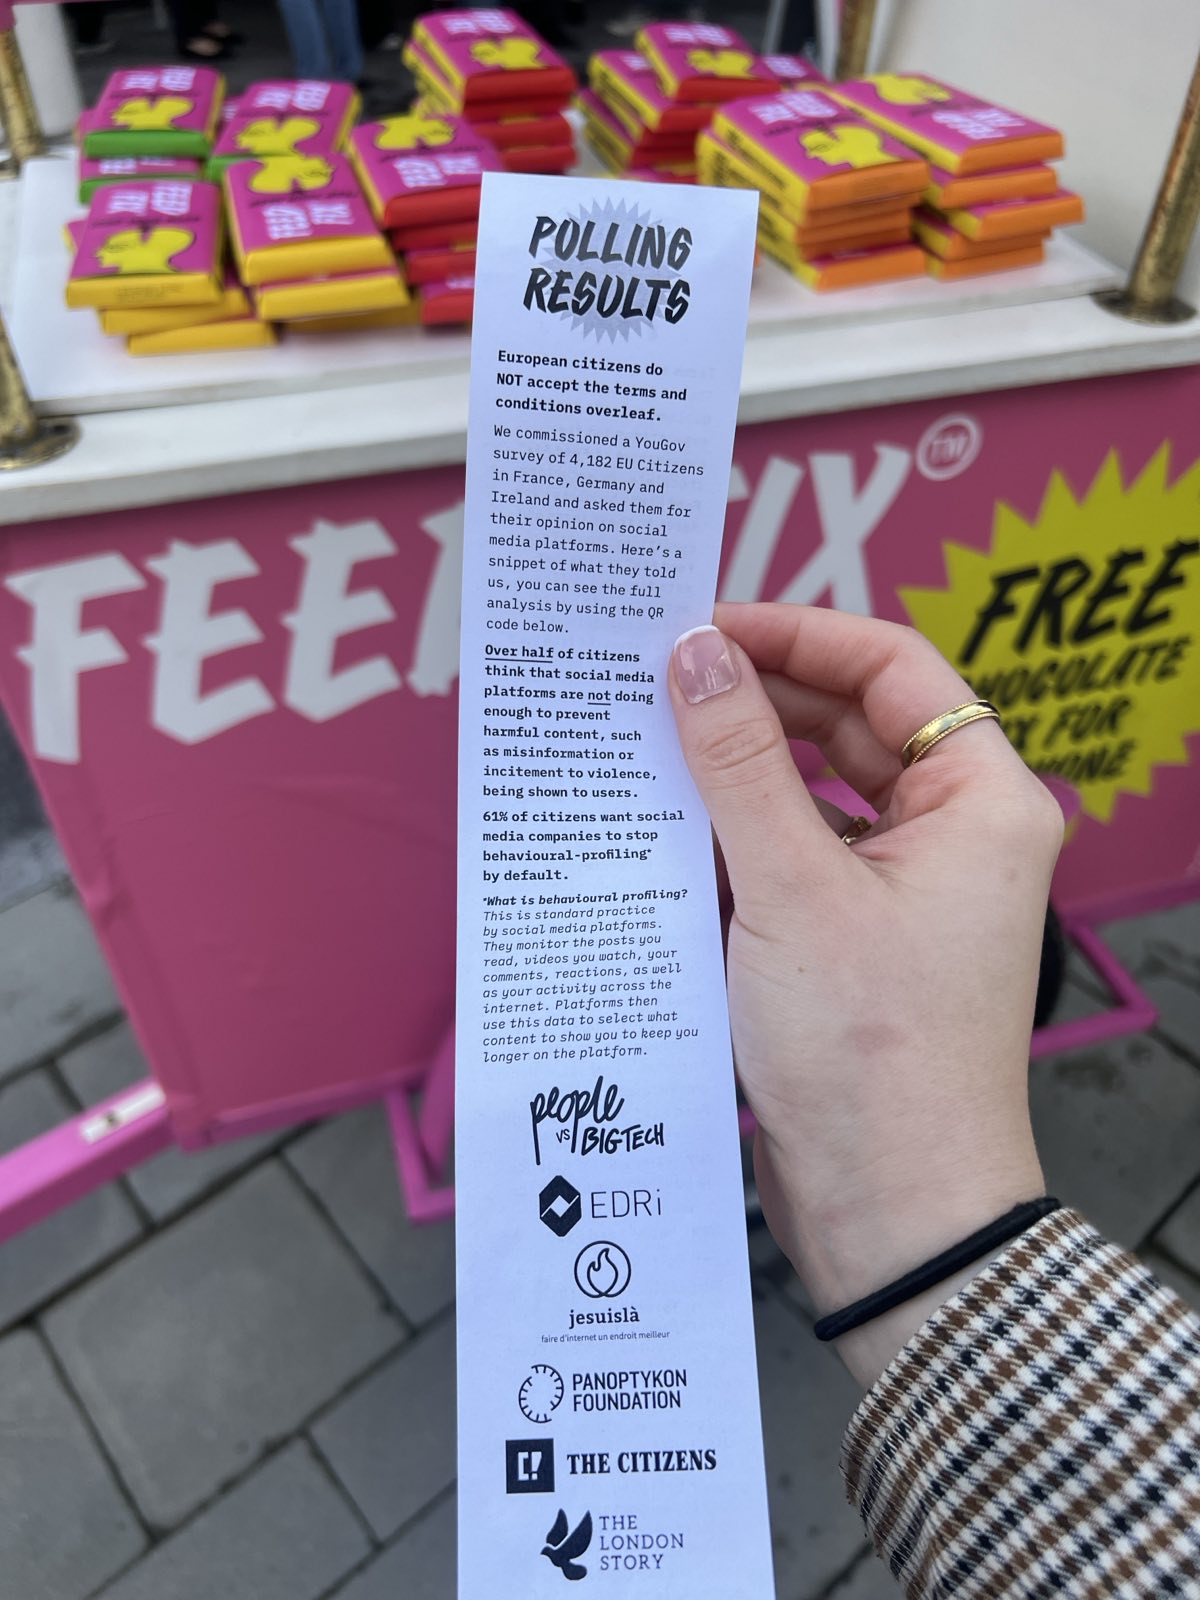 POLLING
RESULTS
European citizens do
NOT accept the terms and
conditions overleaf.
We commissioned a YouGov
survey of 4,182 EU Citizens
in France, Germany and
Ireland and asked them for
their opinion on social
media platforms. Here's a
snippet of what they told
us, you can see the full
analysis by using the QR
code below.
Over half of citizens
think that social media
platforms are not doing
enough to prevent
harmful content, such
as misinformation or
incitement to violence,
being shown to users.
61% of citizens want social
media companies to stop
behavioural-profiling*
by default.
*What is behavioural profiling?
This is standard practice
by social media platforms.
They monitor the posts you
read, videos you watch, your
comments, reactions, as well
as your activity across the
internet. Platforms then
use this data to select what
content to show you to keep you
longer on the platform.
people
vs BIGTECH
EDRi
jesuislà
faire d'internet un endroit meilleur
PANOPTYKON
FOUNDATION
THE CITIZENS
THE
LONDON
STORY
FEED FIX TM
FREE
CHOCOLATE
FIX FOR
FEED
FIX